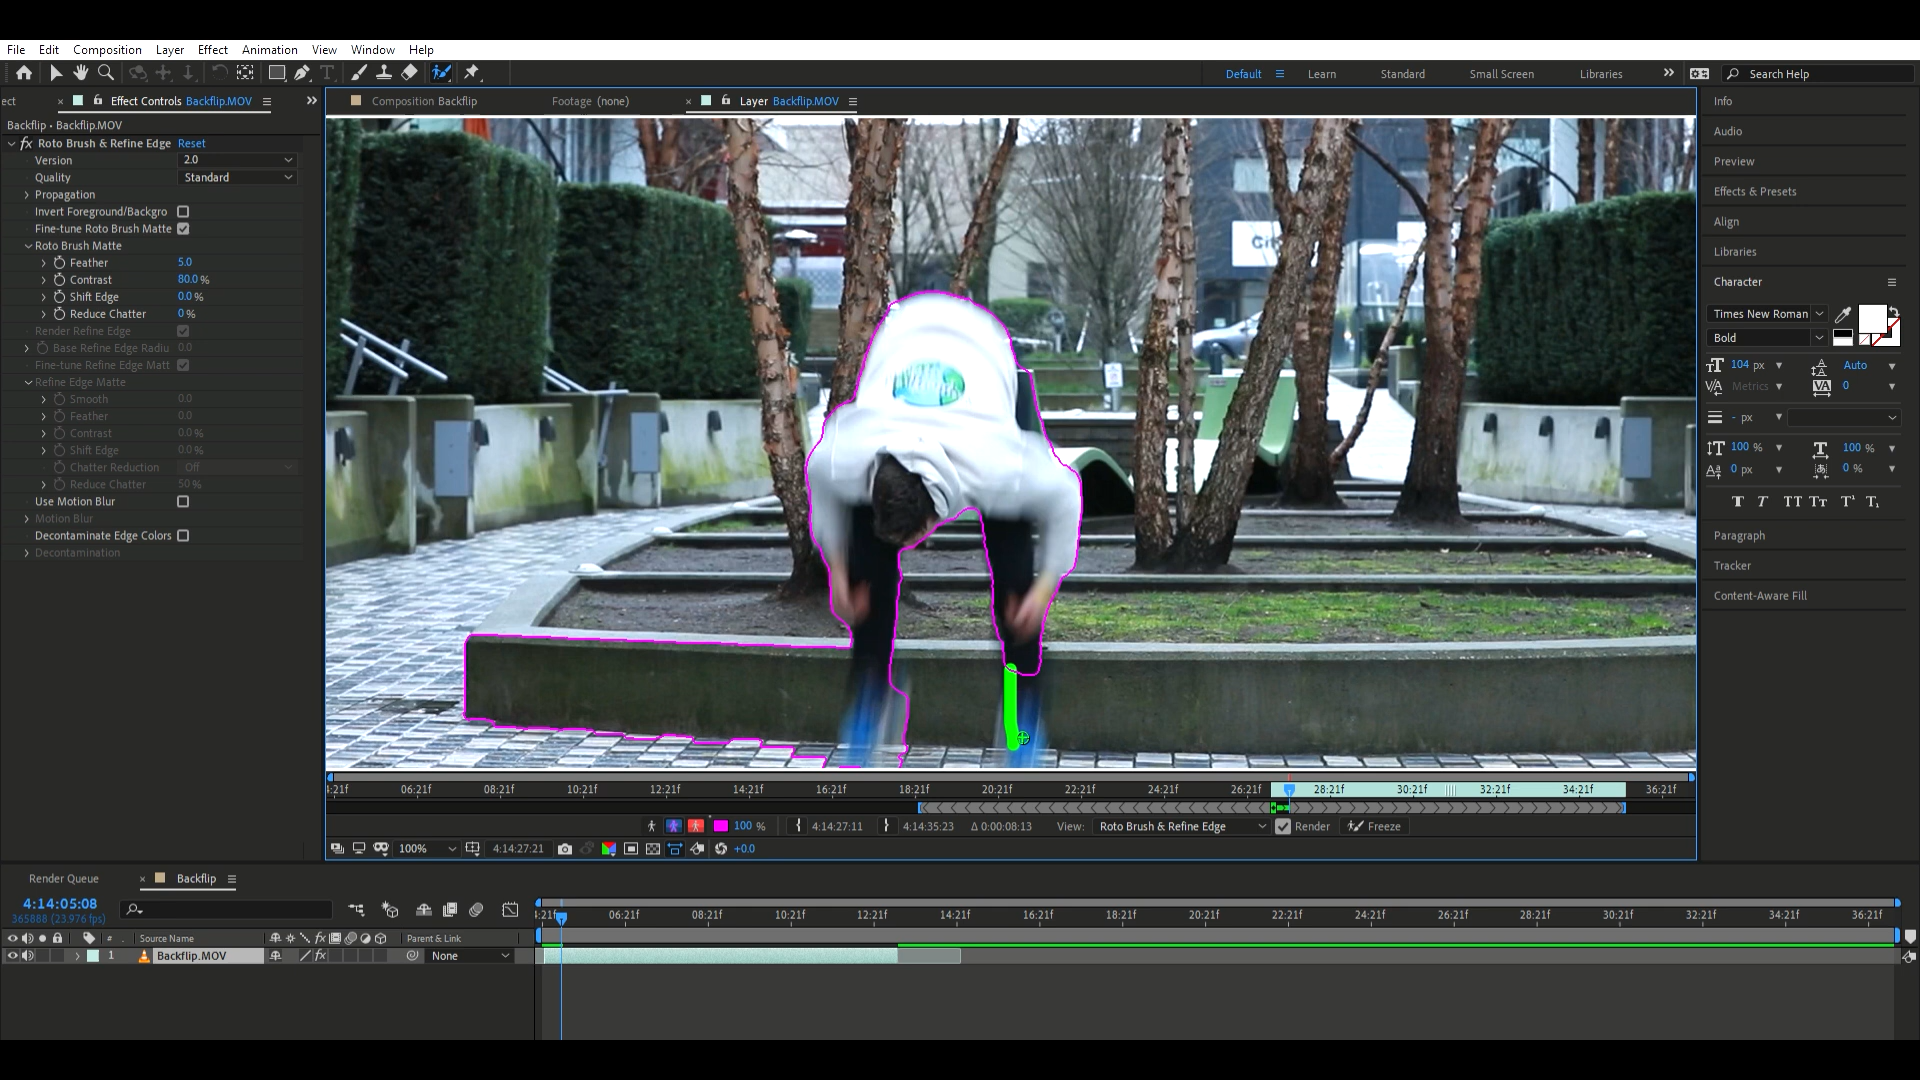 File Edit Composition Layer Effect Animation View Window Help
Default Learn Standard Small Screen Libraries Search Help
ect Effect Controls Backflip.MOV
Composition Backflip Footage (none) Layer Backflip.MOV
Backflip • Backflip.MOV
fx Roto Brush & Refine Edge Reset
Version 2.0
Quality Standard
Propagation
Invert Foreground/Backgro
Fine-tune Roto Brush Matte
Roto Brush Matte
Feather 5.0
Contrast 80.0 %
Shift Edge 0.0 %
Reduce Chatter 0 %
Render Refine Edge
Base Refine Edge Radiu 0.0
Fine-tune Refine Edge Matt
Refine Edge Matte
Smooth 0.0
Feather 0.0
Contrast 0.0 %
Shift Edge 0.0 %
Chatter Reduction Off
Reduce Chatter 50 %
Use Motion Blur
Motion Blur
Decontaminate Edge Colors
Decontamination
Cit
Info
Audio
Preview
Effects & Presets
Align
Libraries
Character
Times New Roman
Bold
104 px Auto
Metrics 0
- px
100 % 100 %
0 px 0 %
T T TT Tt T¹ T₁
Paragraph
Tracker
Content-Aware Fill
:21f 06:21f 08:21f 10:21f 12:21f 14:21f 16:21f 18:21f 20:21f 22:21f 24:21f 26:21f 28:21f 30:21f 32:21f 34:21f 36:21f
100 % 4:14:27:11 4:14:35:23 Δ 0:00:08:13 View: Roto Brush & Refine Edge Render Freeze
100% 4:14:27:21 +0.0
Render Queue Backflip
4:14:05:08
365888 (23.976 fps)
:21f 06:21f 08:21f 10:21f 12:21f 14:21f 16:21f 18:21f 20:21f 22:21f 24:21f 26:21f 28:21f 30:21f 32:21f 34:21f 36:21f
# . Source Name fx Parent & Link
1 Backflip.MOV fx None